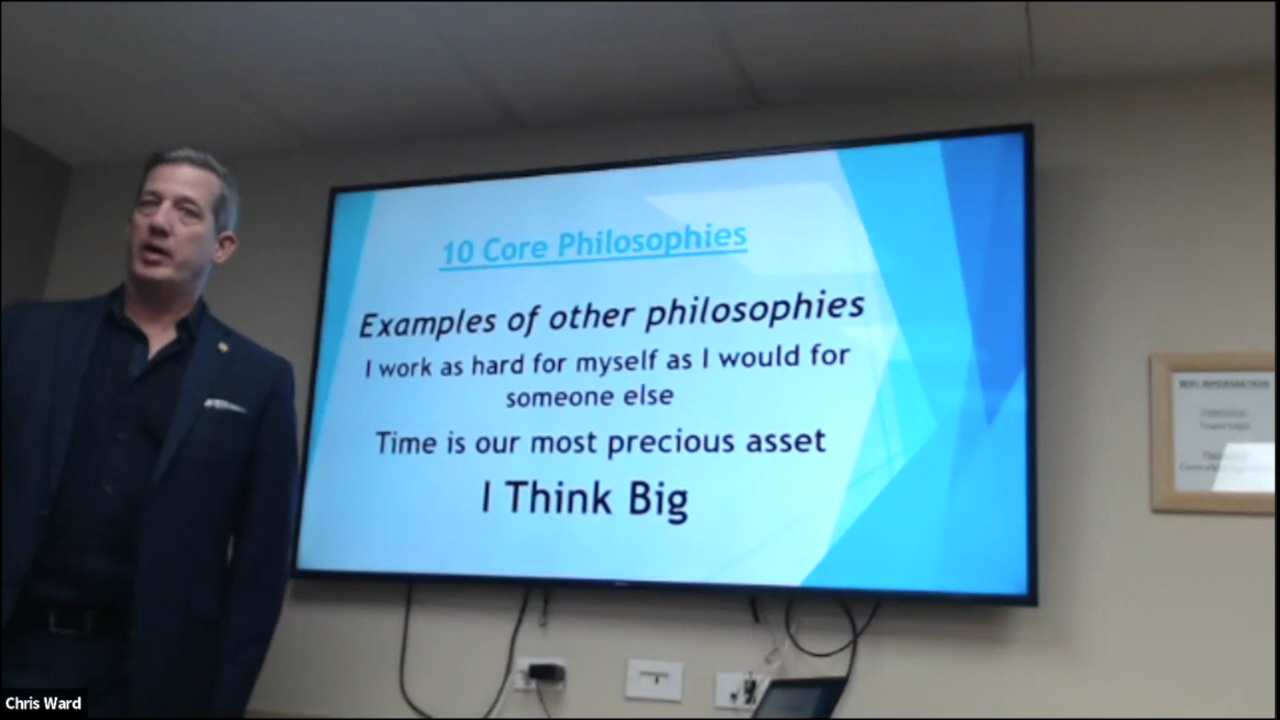 10 Core Philosophies
Examples of other philosophies
I work as hard for myself as I would for
someone else
Time is our most precious asset
I Think Big
Chris Ward